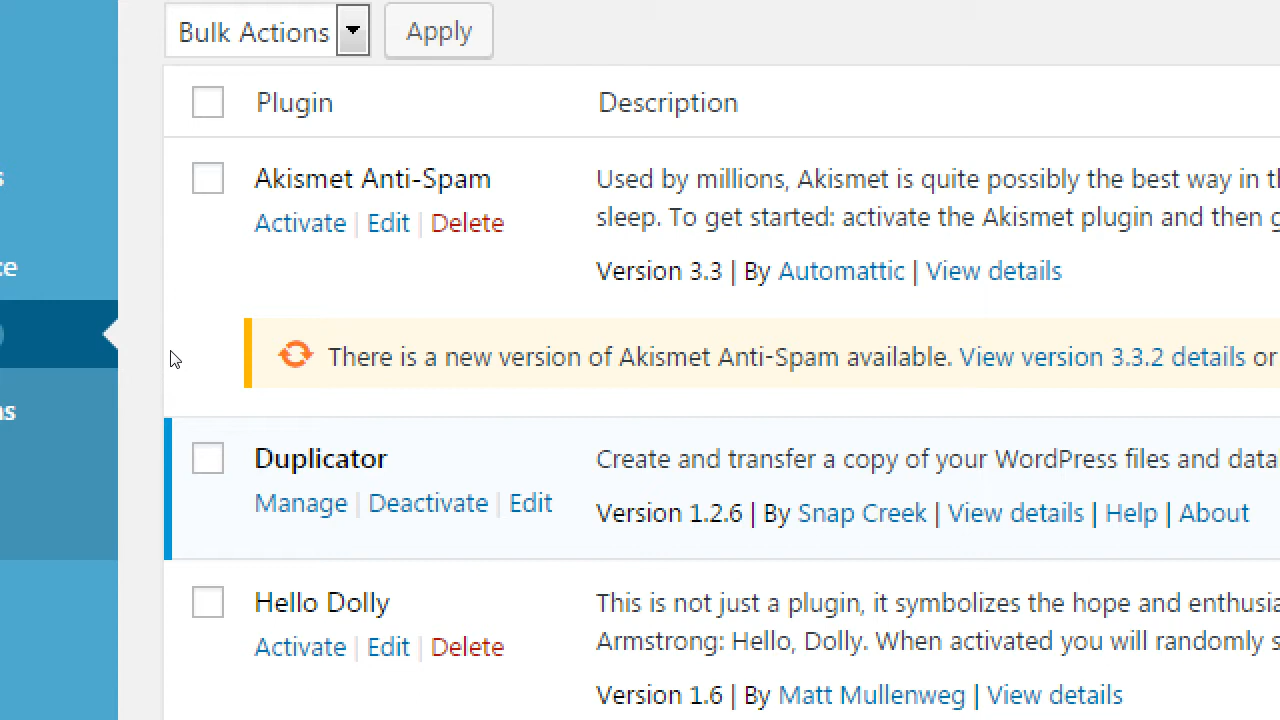 Bulk Actions Apply
Plugin Description
Akismet Anti-Spam
Activate | Edit | Delete
Used by millions, Akismet is quite possibly the best way in
sleep. To get started: activate the Akismet plugin and then
Version 3.3 | By Automattic | View details
There is a new version of Akismet Anti-Spam available. View version 3.3.2 details or
Duplicator
Manage | Deactivate | Edit
Create and transfer a copy of your WordPress files and data
Version 1.2.6 | By Snap Creek | View details | Help | About
Hello Dolly
Activate | Edit | Delete
This is not just a plugin, it symbolizes the hope and
Armstrong: Hello, Dolly. When activated you will randomly
Version 1.6 | By Matt Mullenweg | View details